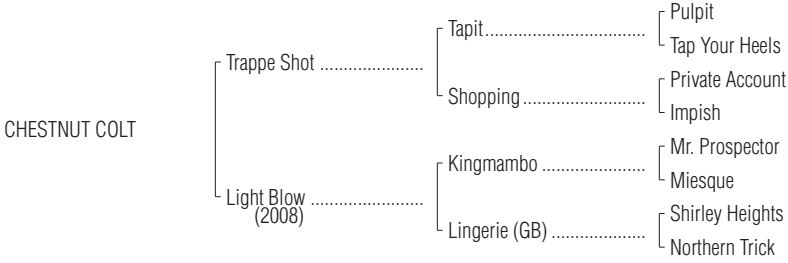 Pulpit
Tapit
Tap Your Heels
Trappe Shot
Private Account
Shopping
Impish
CHESTNUT COLT
Mr. Prospector
Kingmambo
Miesque
Light Blow
(2008)
Shirley Heights
Lingerie (GB)
Northern Trick